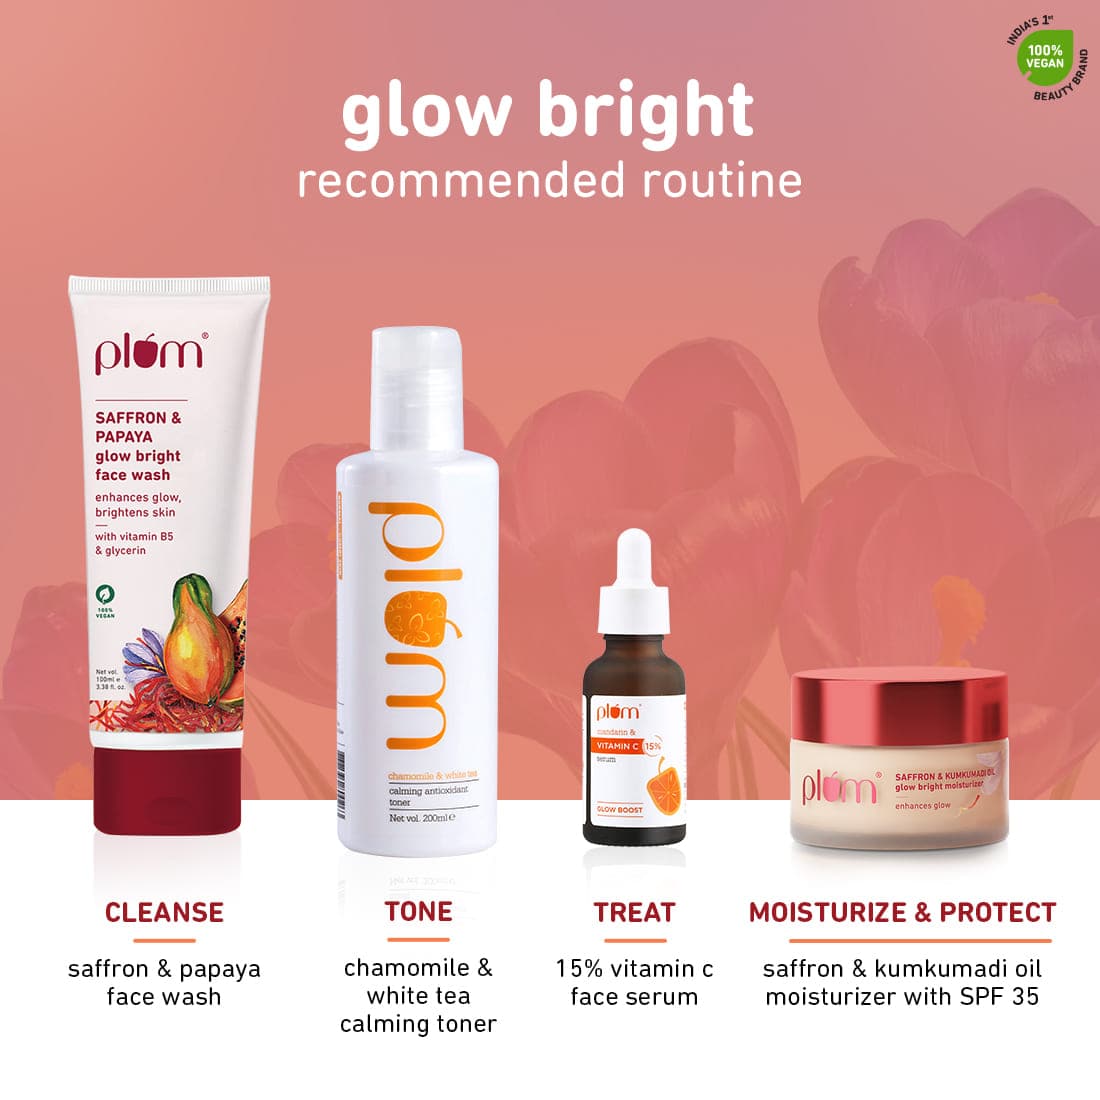 INDIA'S 1st
100%
VEGAN
BEAUTY BRAND
glow bright
recommended routine
plum®
SAFFRON &
PAPAYA
glow bright
face wash
enhances glow,
brightens skin
with vitamin B5
& glycerin
100%
VEGAN
Net vol.
100ml e
3.38 fl. oz.
plum
chamomile & white tea
calming antioxidant
toner
Net vol. 200ml e
plum®
mandarin &
VITAMIN C 15%
serum
GLOW BOOST
plum®
SAFFRON & KUMKUMADI OIL
glow bright moisturizer
enhances glow
CLEANSE
saffron & papaya
face wash
TONE
chamomile &
white tea
calming toner
TREAT
15% vitamin c
face serum
MOISTURIZE & PROTECT
saffron & kumkumadi oil
moisturizer with SPF 35